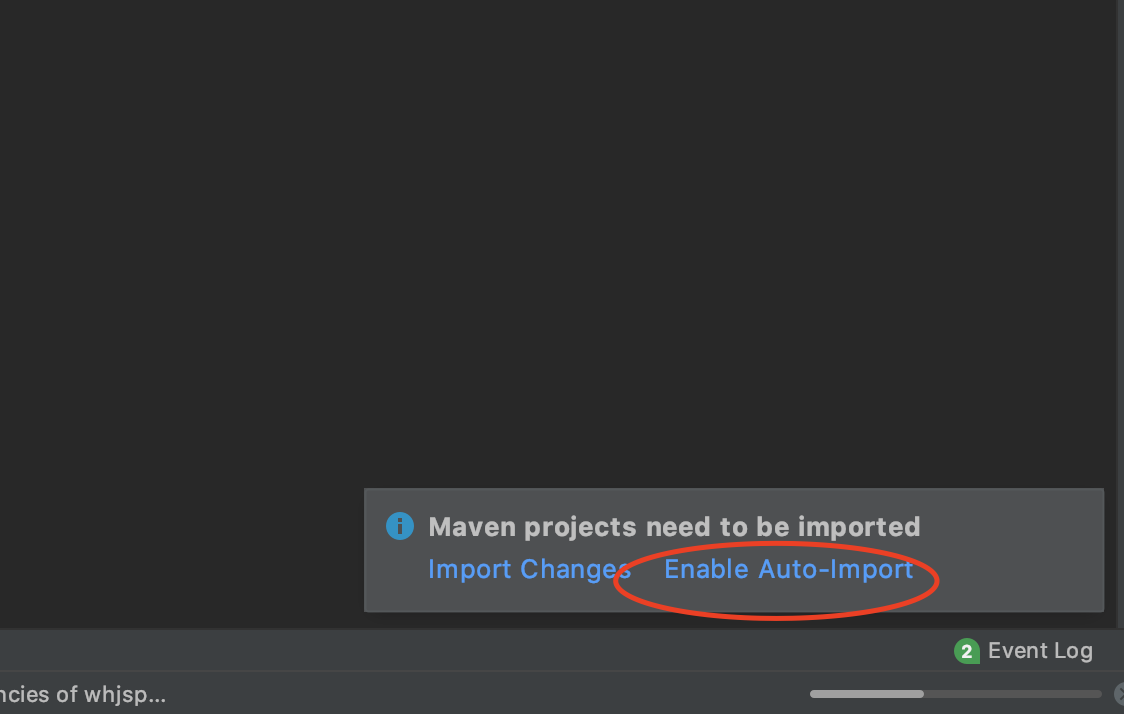 Maven projects need to be imported
Import Changes Enable Auto-Import
2 Event Log
ncies of whjsp...